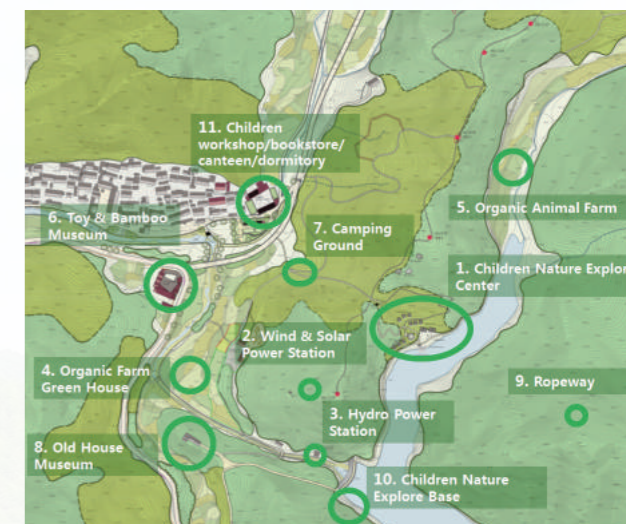 11. Children
workshop/bookstore/
canteen/dormitory
6. Toy & Bamboo
Museum
7. Camping
Ground
5. Organic Animal Farm
1. Children Nature Explor
Center
2. Wind & Solar
Power Station
4. Organic Farm
Green House
9. Ropeway
3. Hydro Power
Station
8. Old House
Museum
10. Children Nature
Explore Base